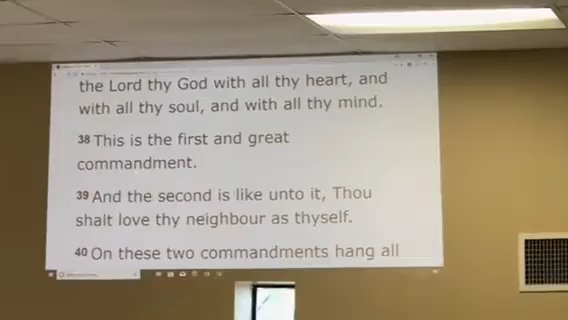 the Lord thy God with all thy heart, and
with all thy soul, and with all thy mind.
38 This is the first and great
commandment.
39 And the second is like unto it, Thou
shalt love thy neighbour as thyself.
40 On these two commandments hang all